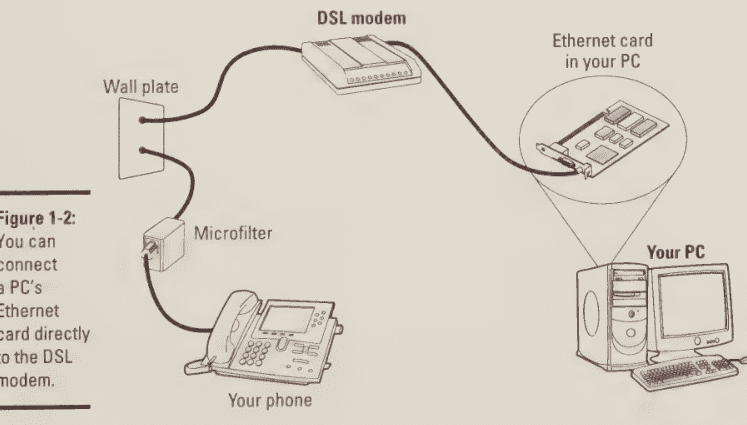 DSL modem
Ethernet card
in your PC
Wall plate
Microfilter
Your PC
Your phone
Figure 1-2:
You can
connect
a PC's
Ethernet
card directly
to the DSL
modem.